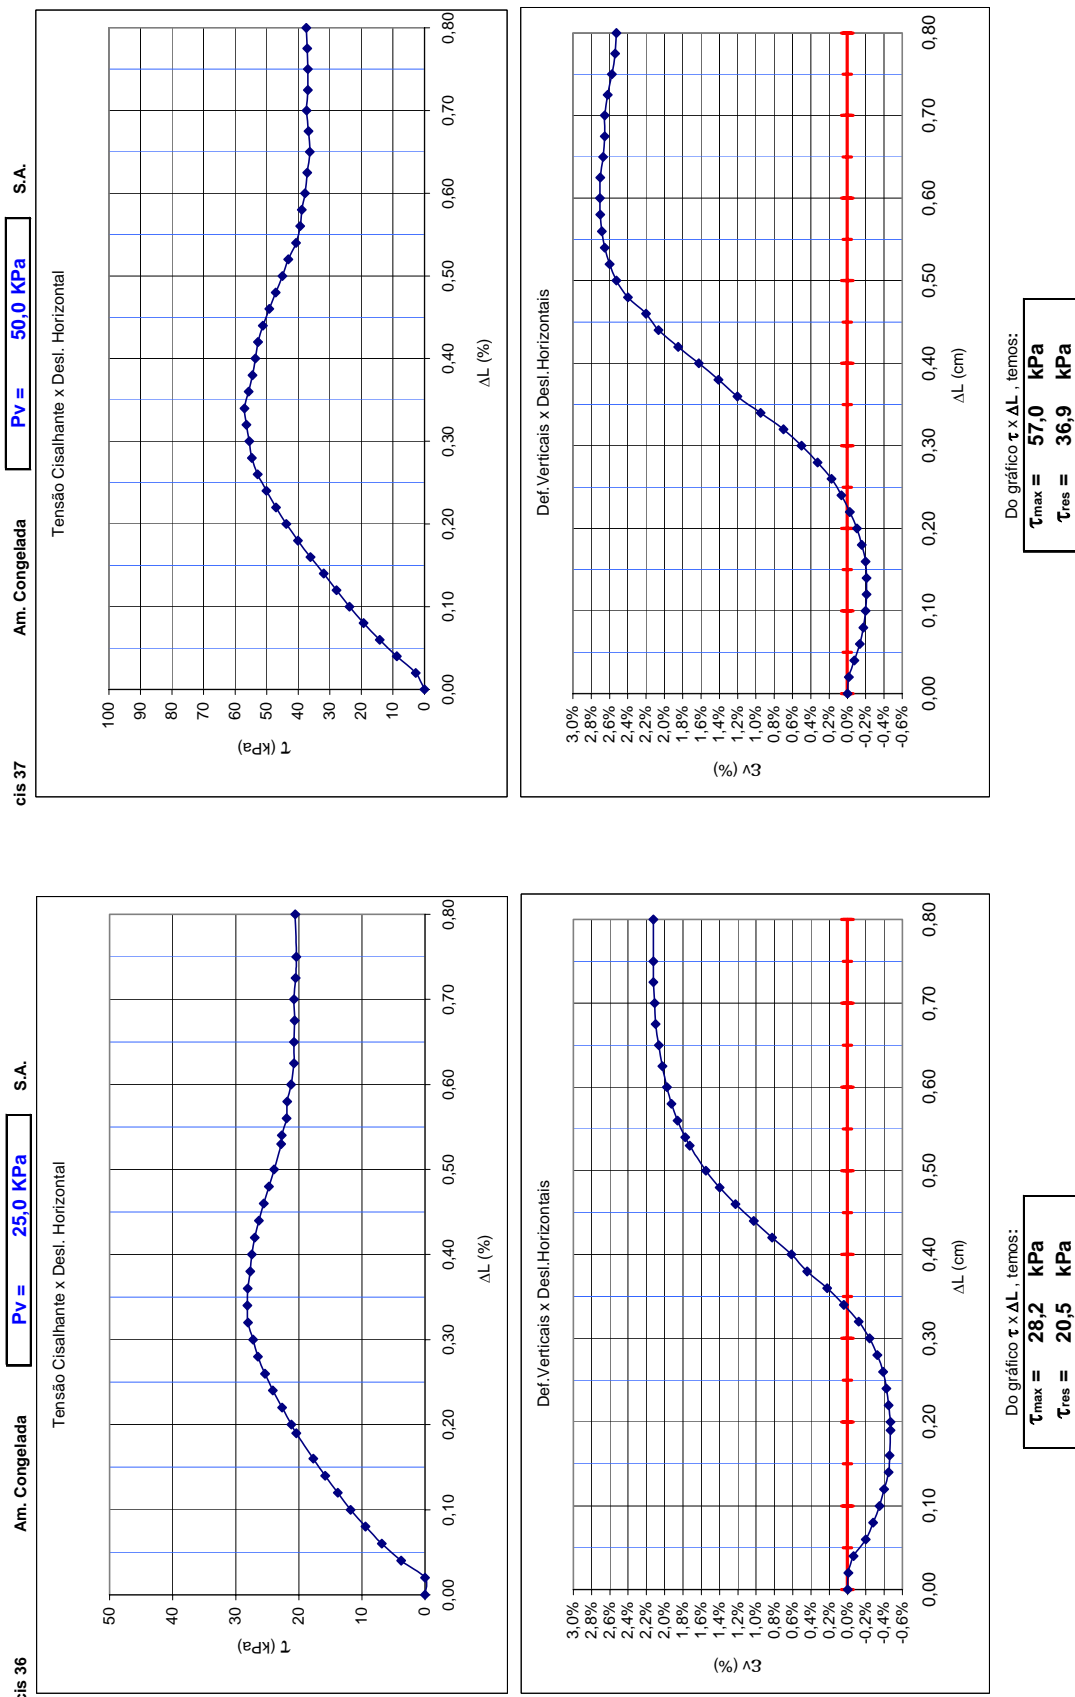 cis 36
Am. Congelada
Pv = 25,0 KPa
S.A.
Tensão Cisalhante x Desl. Horizontal
50
40
30
20
10
0
τ (kPa)
0,00 0,10 0,20 0,30 0,40 0,50 0,60 0,70 0,80
ΔL (%)
Def.Verticais x Desl.Horizontais
3,0%
2,8%
2,6%
2,4%
2,2%
2,0%
1,8%
1,6%
1,4%
1,2%
1,0%
0,8%
0,6%
0,4%
0,2%
0,0%
-0,2%
-0,4%
-0,6%
εv (%)
0,00 0,10 0,20 0,30 0,40 0,50 0,60 0,70 0,80
ΔL (cm)
Do gráfico τ x ΔL , temos:
τmax = 28,2 kPa
τres = 20,5 kPa
cis 37
Am. Congelada
Pv = 50,0 KPa
S.A.
Tensão Cisalhante x Desl. Horizontal
100
90
80
70
60
50
40
30
20
10
0
τ (kPa)
0,00 0,10 0,20 0,30 0,40 0,50 0,60 0,70 0,80
ΔL (%)
Def.Verticais x Desl.Horizontais
3,0%
2,8%
2,6%
2,4%
2,2%
2,0%
1,8%
1,6%
1,4%
1,2%
1,0%
0,8%
0,6%
0,4%
0,2%
0,0%
-0,2%
-0,4%
-0,6%
εv (%)
0,00 0,10 0,20 0,30 0,40 0,50 0,60 0,70 0,80
ΔL (cm)
Do gráfico τ x ΔL , temos:
τmax = 57,0 kPa
τres = 36,9 kPa